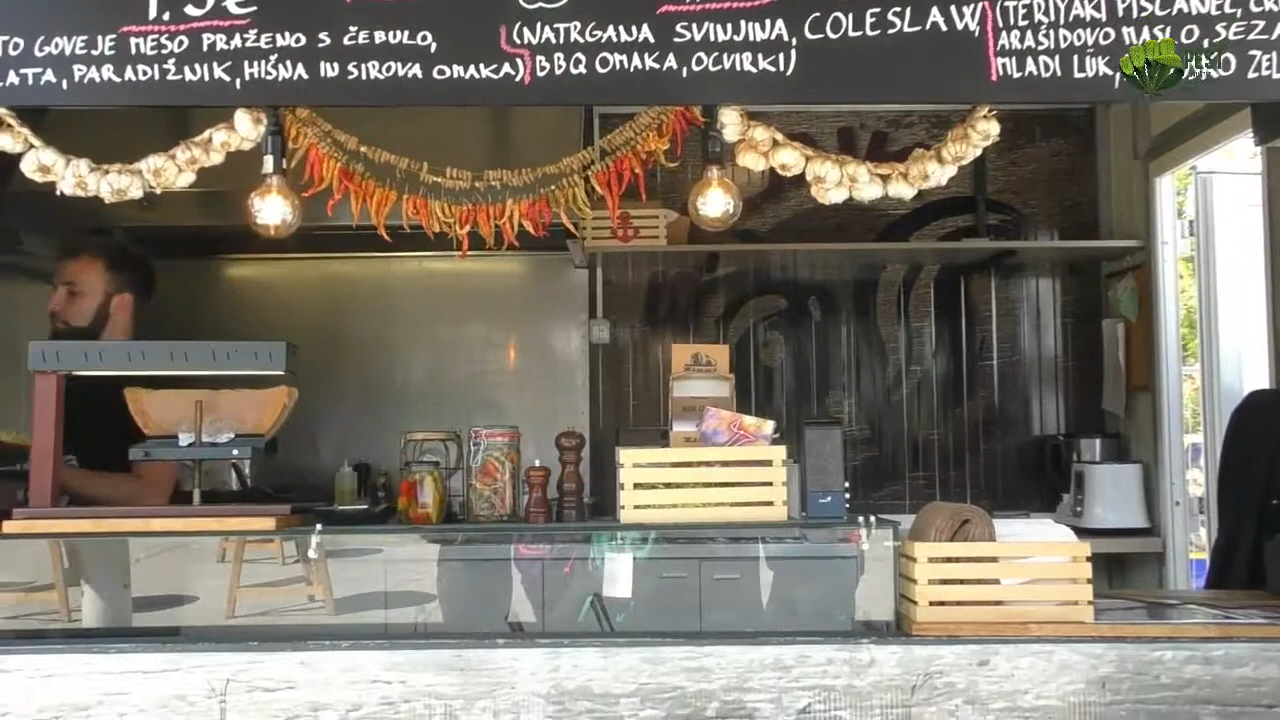 TO GOVEJE MESO PRAŽENO S ČEBULO,
LATA, PARADIŽNIK, HIŠNA IN SIROVA OMAKA)
(NATRGANA SVINJINA, COLESLAW,
BBQ OMAKA, OCVIRKI)
(TERIYAKI PIŠČANEC,
ARAŠIDOVO MASLO, SEZA
MLADI LUK,